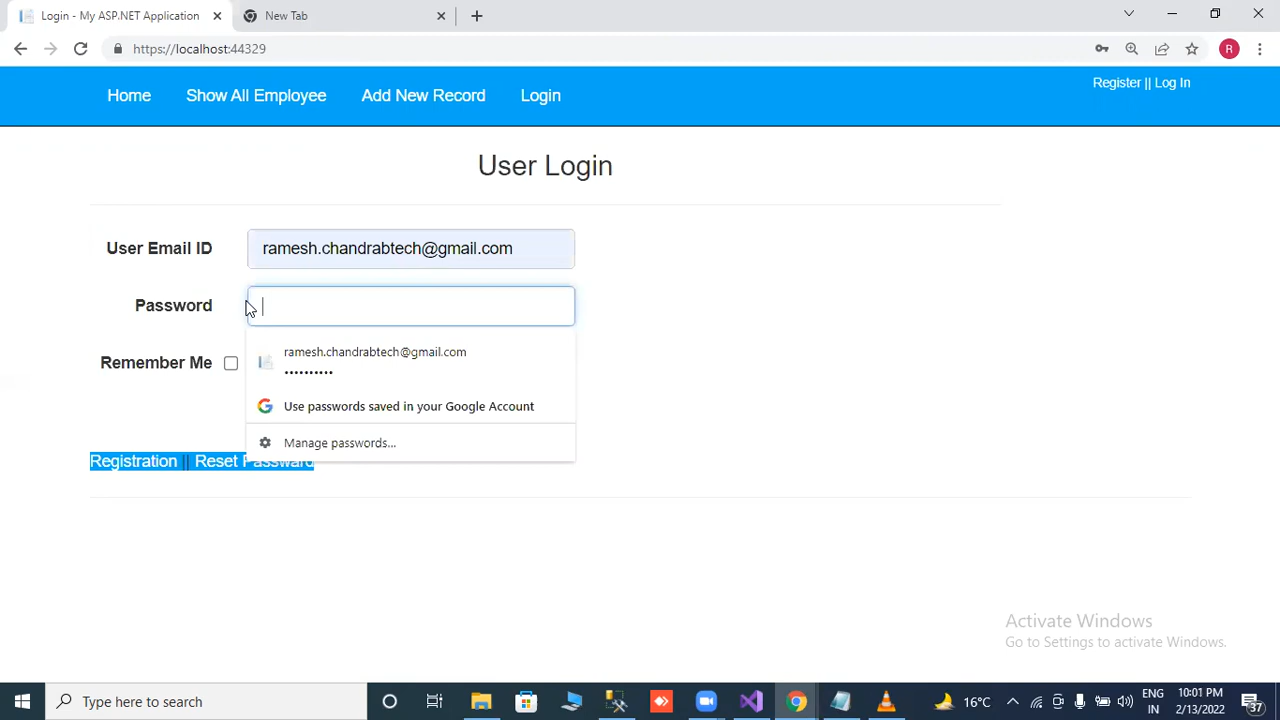 Login - My ASP.NET Application
New Tab
https://localhost:44329
R
Register || Log In
Home
Show All Employee
Add New Record
Login
User Login
User Email ID
ramesh.chandrabtech@gmail.com
Password
ramesh.chandrabtech@gmail.com
••••••••••
Use passwords saved in your Google Account
Remember Me
Manage passwords...
Registration || Reset Password
Activate Windows
Go to Settings to activate Windows.
Type here to search
16°C
ENG
IN
10:01 PM
2/13/2022
37